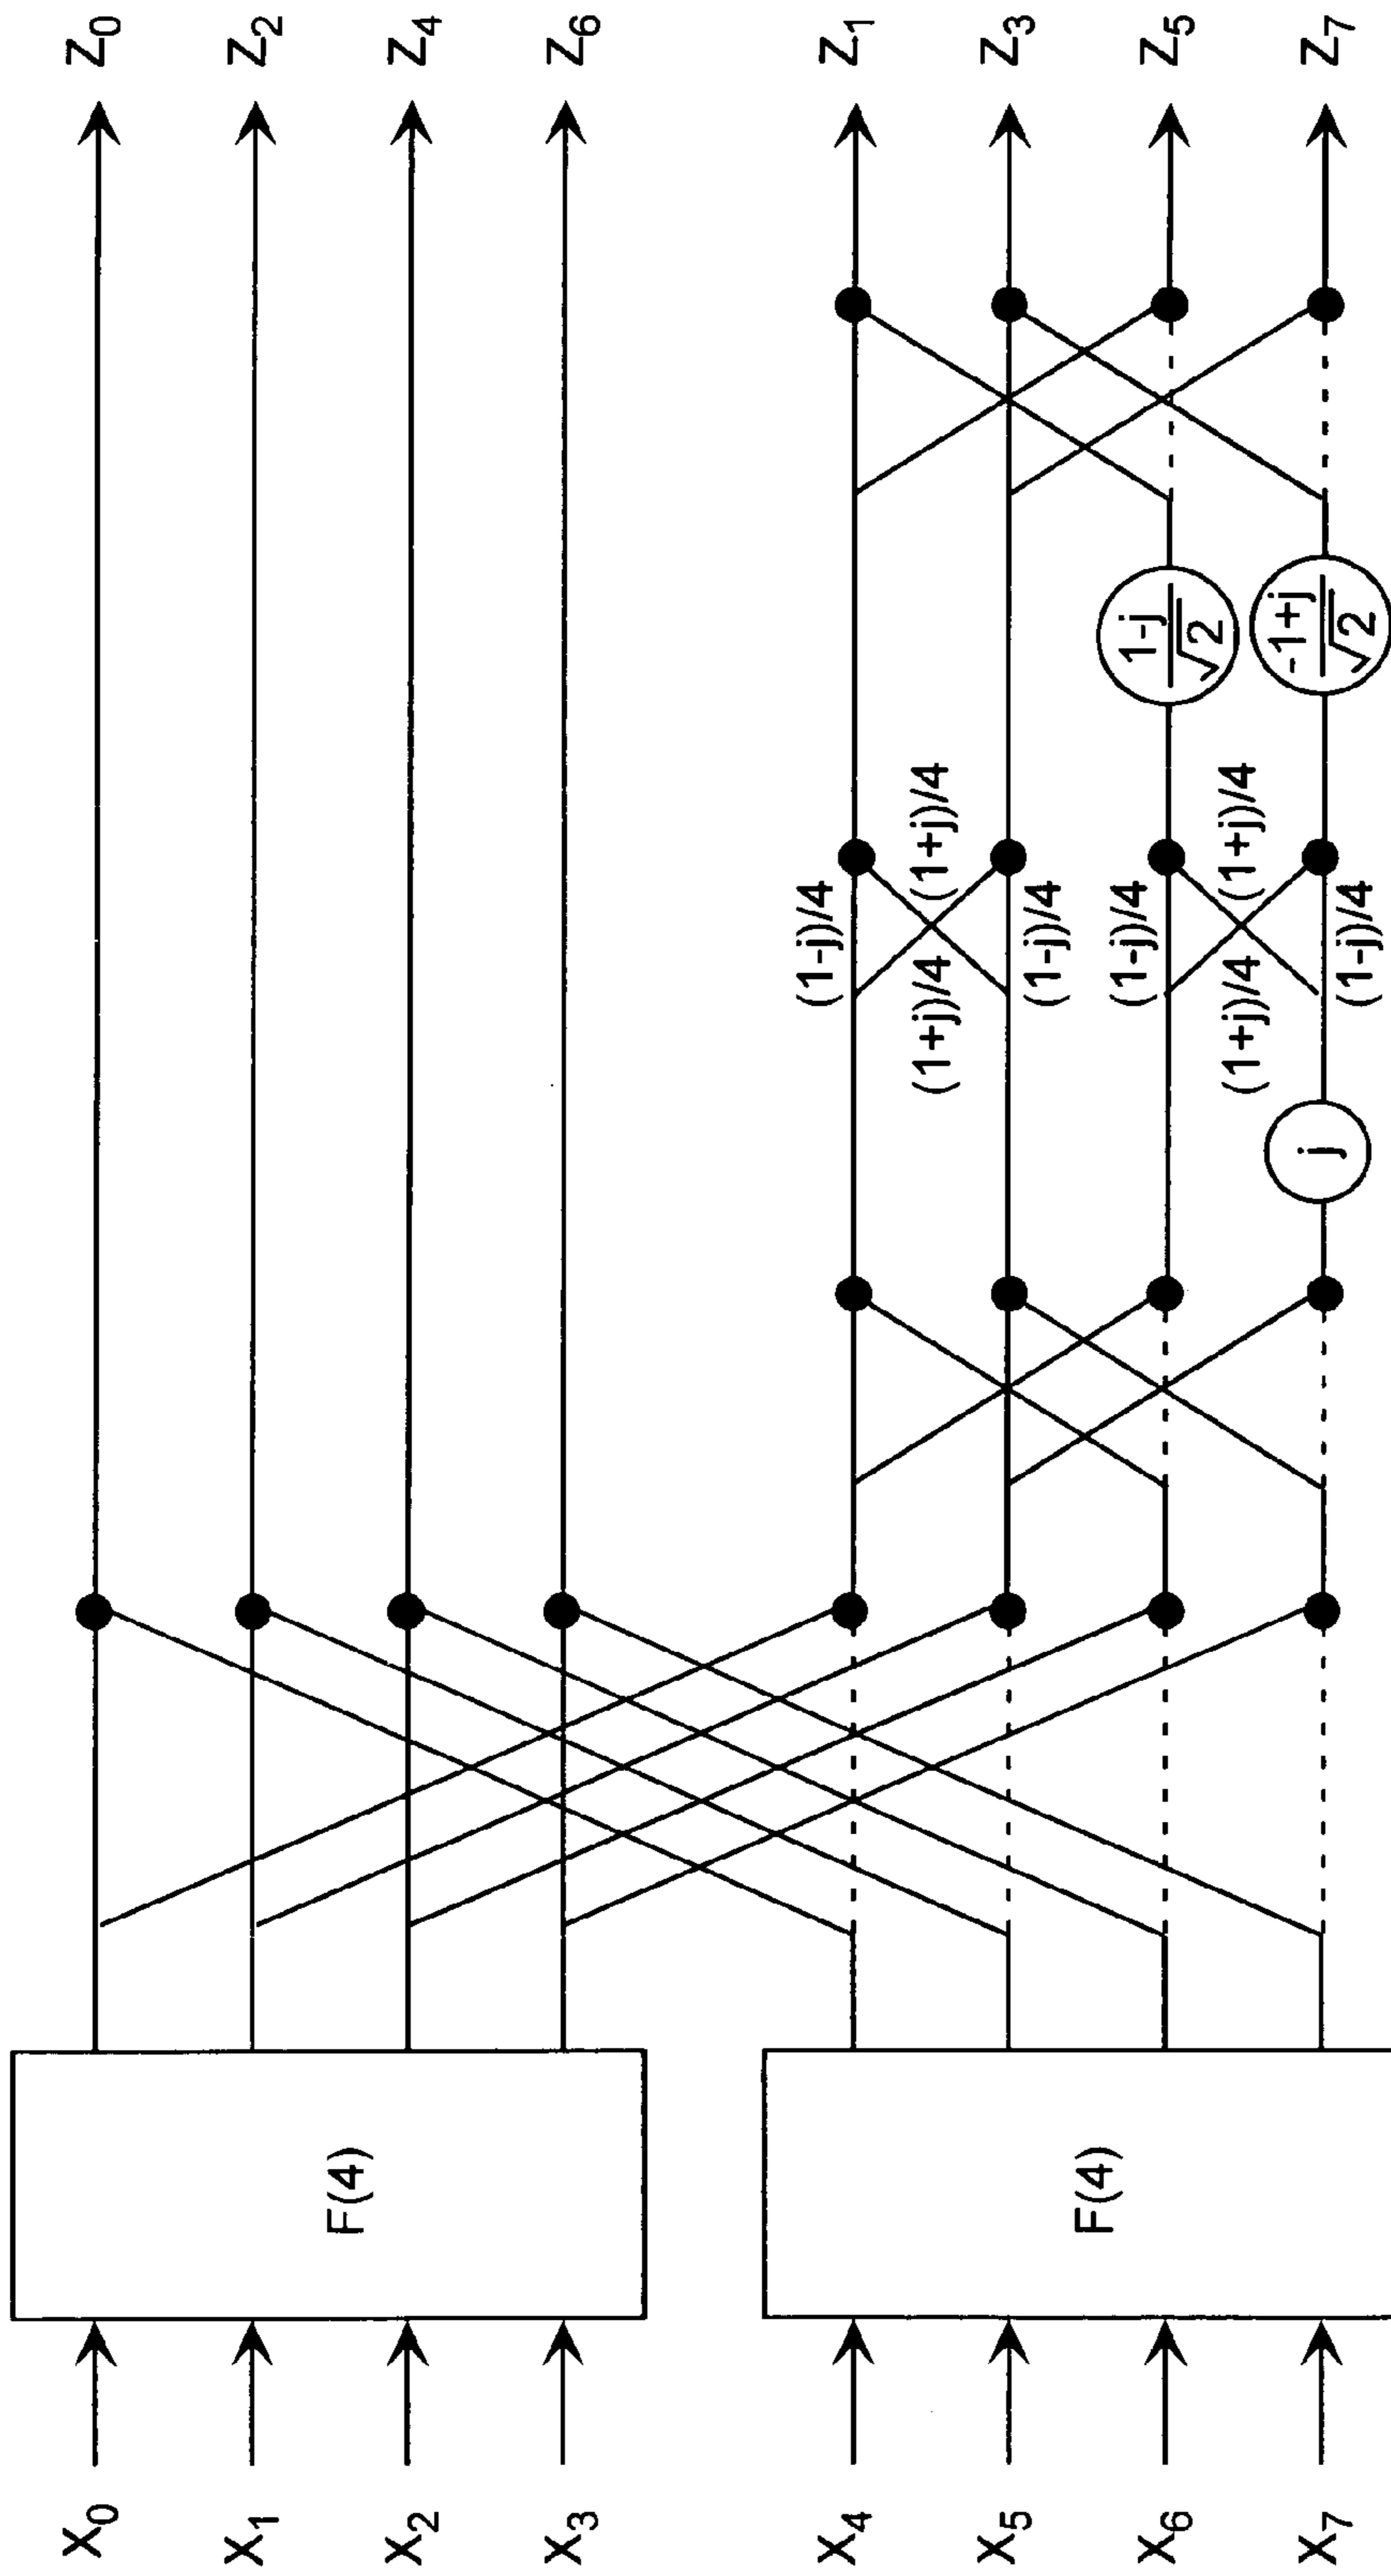 X0
X1
X2
X3
X4
X5
X6
X7
F(4)
F(4)
j
(1-j)/4
(1+j)/4
(1+j)/4
(1-j)/4
(1-j)/4
(1+j)/4
(1+j)/4
(1-j)/4
1-j
√2
-1+j
√2
Z0
Z2
Z4
Z6
Z1
Z3
Z5
Z7